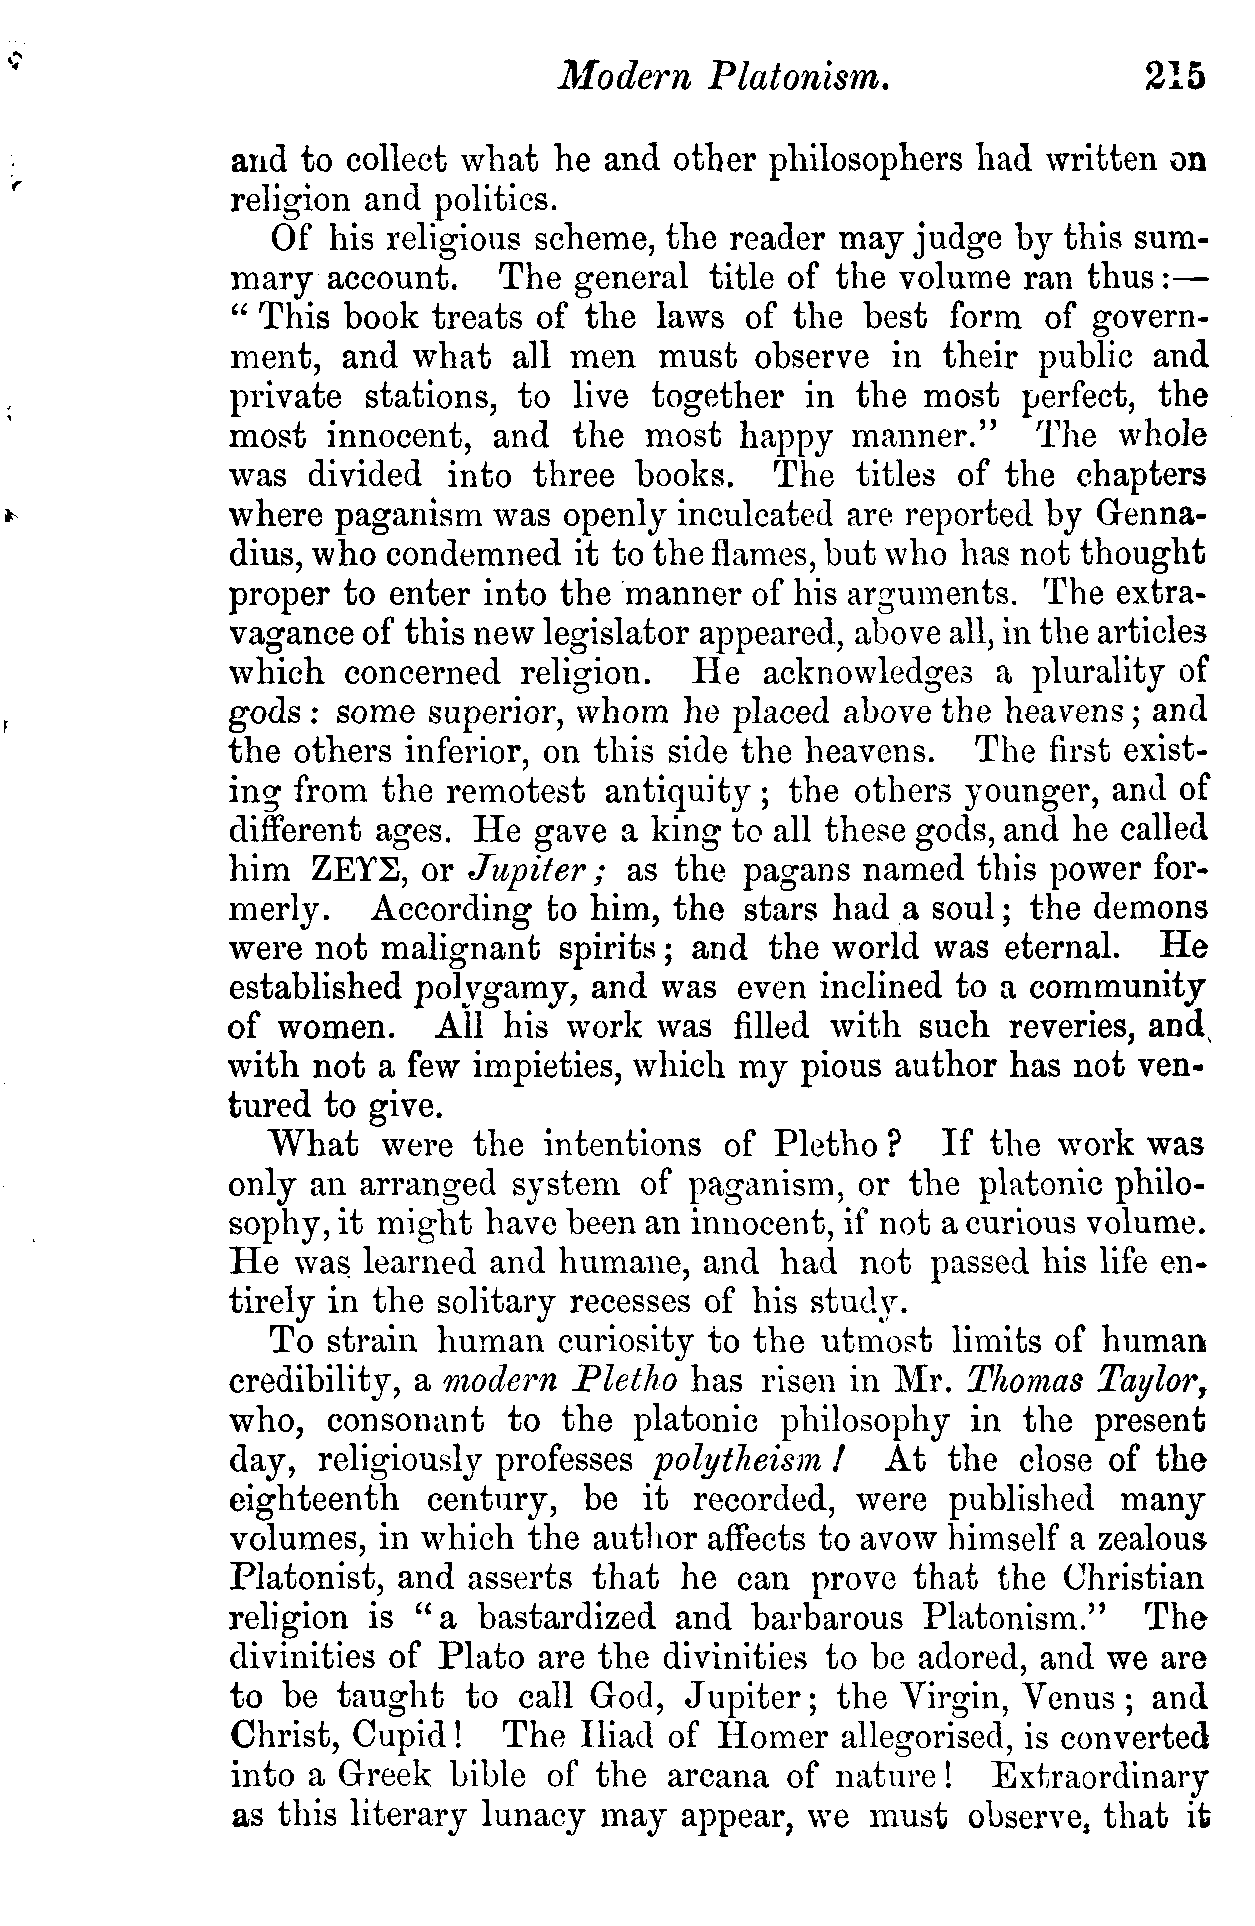 Modern Platonism. 215
and to collect what he and other philosophers had written on
religion and politics.
Of his religious scheme, the reader may judge by this sum-
mary account. The general title of the volume ran thus:—
“This book treats of the laws of the best form of govern-
ment, and what all men must observe in their public and
private stations, to live together in the most perfect, the
most innocent, and the most happy manner.” The whole
was divided into three books. The titles of the chapters
where paganism was openly inculcated are reported by Genna-
dius, who condemned it to the flames, but who has not thought
proper to enter into the manner of his arguments. The extra-
vagance of this new legislator appeared, above all, in the articles
which concerned religion. He acknowledges a plurality of
gods: some superior, whom he placed above the heavens; and
the others inferior, on this side the heavens. The first exist-
ing from the remotest antiquity; the others younger, and of
different ages. He gave a king to all these gods, and he called
him ΖΕΥΣ, or Jupiter; as the pagans named this power for-
merly. According to him, the stars had a soul; the demons
were not malignant spirits; and the world was eternal. He
established polygamy, and was even inclined to a community
of women. All his work was filled with such reveries, and
with not a few impieties, which my pious author has not ven-
tured to give.
What were the intentions of Pletho? If the work was
only an arranged system of paganism, or the platonic philo-
sophy, it might have been an innocent, if not a curious volume.
He was learned and humane, and had not passed his life en-
tirely in the solitary recesses of his study.
To strain human curiosity to the utmost limits of human
credibility, a modern Pletho has risen in Mr. Thomas Taylor,
who, consonant to the platonic philosophy in the present
day, religiously professes polytheism! At the close of the
eighteenth century, be it recorded, were published many
volumes, in which the author affects to avow himself a zealous
Platonist, and asserts that he can prove that the Christian
religion is “a bastardized and barbarous Platonism.” The
divinities of Plato are the divinities to be adored, and we are
to be taught to call God, Jupiter; the Virgin, Venus; and
Christ, Cupid! The Iliad of Homer allegorised, is converted
into a Greek bible of the arcana of nature! Extraordinary
as this literary lunacy may appear, we must observe, that it